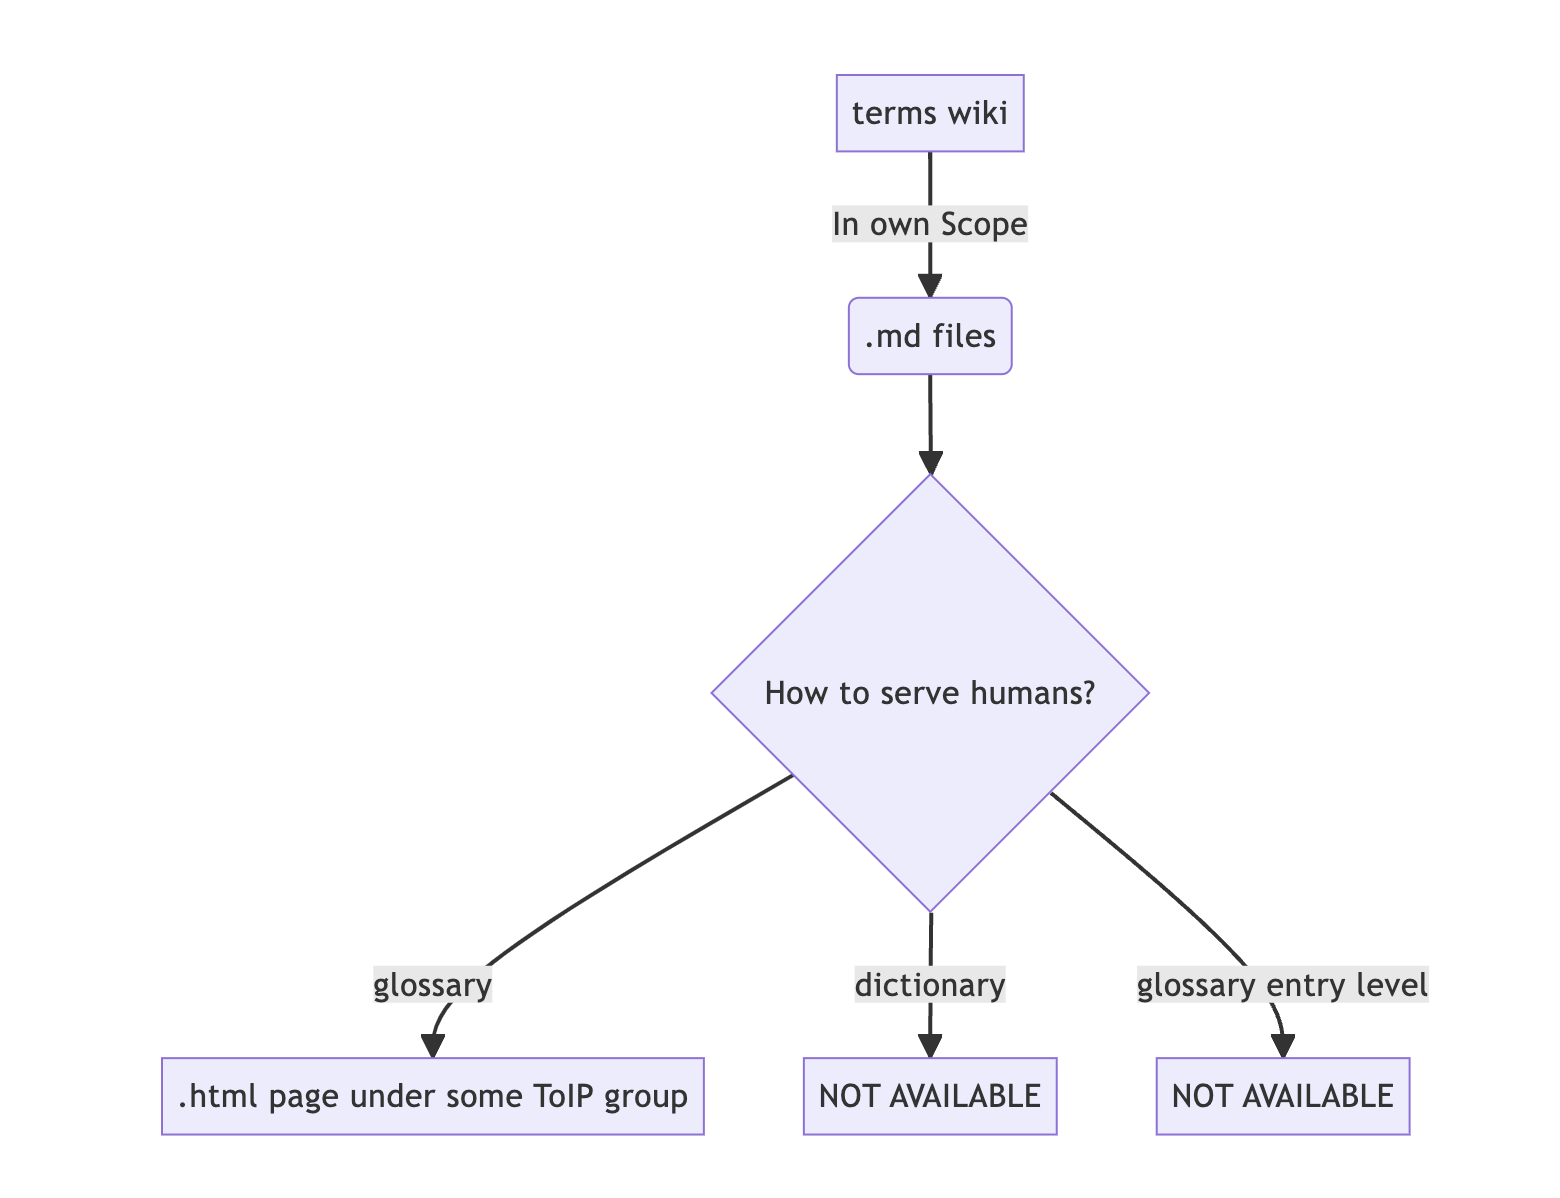 terms wiki
In own Scope
.md files
How to serve humans?
glossary
dictionary
glossary entry level
.html page under some ToIP group
NOT AVAILABLE
NOT AVAILABLE